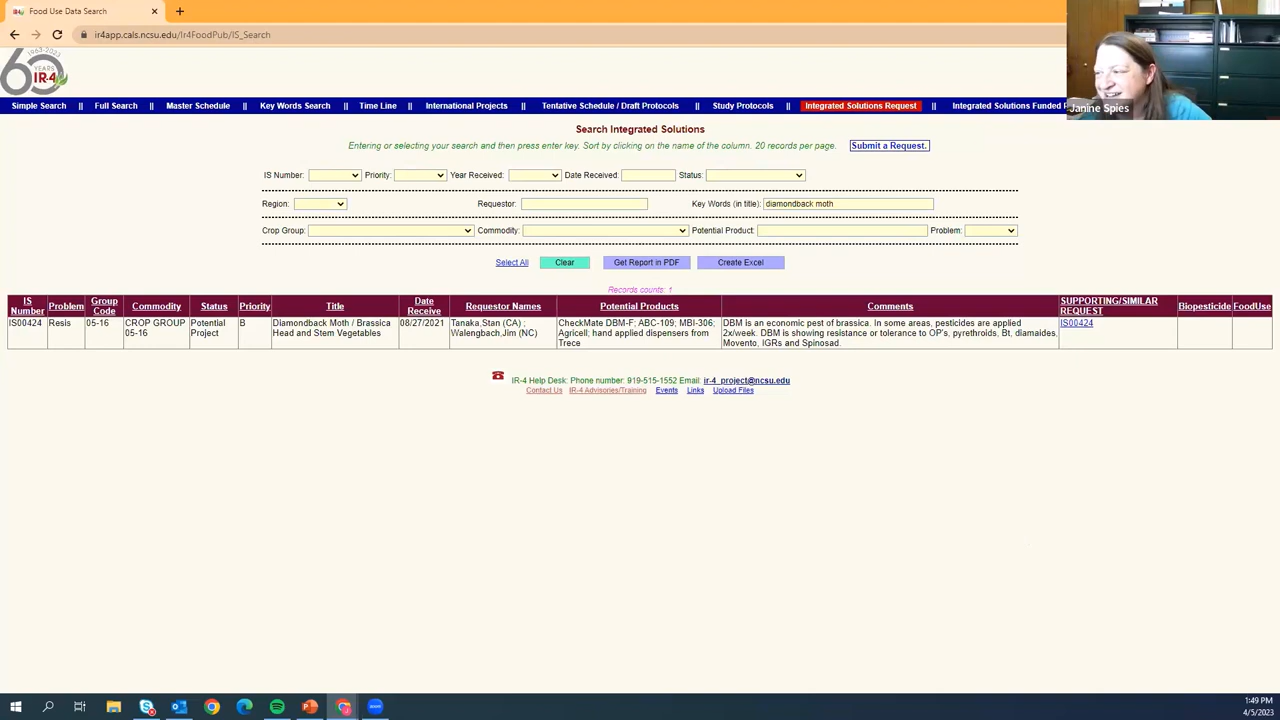 Food Use Data Search
ir4app.cals.ncsu.edu/Ir4FoodPub/IS_Search
1963-2023
60 YEARS IR-4
Janine Spies
Simple Search || Full Search || Master Schedule || Key Words Search || Time Line || International Projects || Tentative Schedule / Draft Protocols || Study Protocols || Integrated Solutions Request || Integrated Solutions Funded
Search Integrated Solutions
Entering or selecting your search and then press enter key. Sort by clicking on the name of the column. 20 records per page. Submit a Request.
IS Number: Priority: Year Received: Date Received: Status:
Region: Requestor: Key Words (in title): diamondback moth
Crop Group: Commodity: Potential Product: Problem:
Select All Clear Get Report in PDF Create Excel
Records counts: 1
IS Number Problem Group Code Commodity Status Priority Title Date Receive Requestor Names Potential Products Comments SUPPORTING/SIMILAR REQUEST Biopesticide FoodUse
IS00424 Resis 05-16 CROP GROUP Potential B Diamondback Moth / Brassica 08/27/2021 Tanaka,Stan (CA) ; CheckMate DBM-F; ABC-109; MBI-306; DBM is an economic pest of brassica. In some areas, pesticides are applied IS00424
05-16 Project Head and Stem Vegetables Walengbach,Jim (NC) Agricell; hand applied dispensers from 2x/week. DBM is showing resistance or tolerance to OP's, pyrethroids, Bt, diamaides,
Trece Movento, IGRs and Spinosad.
IR-4 Help Desk: Phone number: 919-515-1552 Email: ir-4_project@ncsu.edu
Contact Us IR-4 Advisories/Training Events Links Upload Files
1:49 PM
4/5/2023